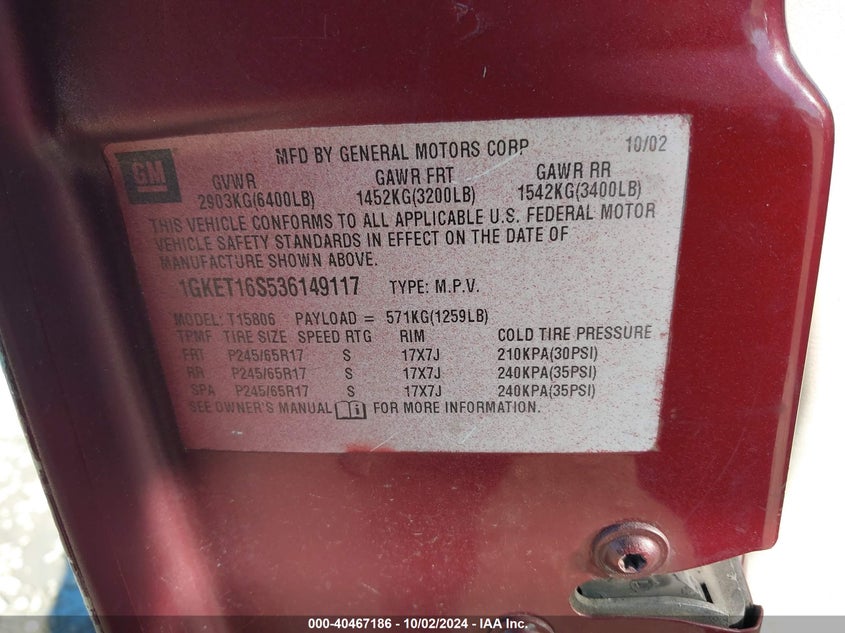 GM
MFD BY GENERAL MOTORS CORP 10/02
GVWR GAWR FRT GAWR RR
2903KG(6400LB) 1452KG(3200LB) 1542KG(3400LB)
THIS VEHICLE CONFORMS TO ALL APPLICABLE U.S. FEDERAL MOTOR
VEHICLE SAFETY STANDARDS IN EFFECT ON THE DATE OF
MANUFACTURE SHOWN ABOVE.
1GKET16S536149117 TYPE: M.P.V.
MODEL: T15806 PAYLOAD = 571KG(1259LB)
TPMF TIRE SIZE SPEED RTG RIM COLD TIRE PRESSURE
FRT P245/65R17 S 17X7J 210KPA(30PSI)
RR P245/65R17 S 17X7J 240KPA(35PSI)
SPA P245/65R17 S 17X7J 240KPA(35PSI)
SEE OWNER'S MANUAL FOR MORE INFORMATION.
000-40467186 - 10/02/2024 - IAA Inc.